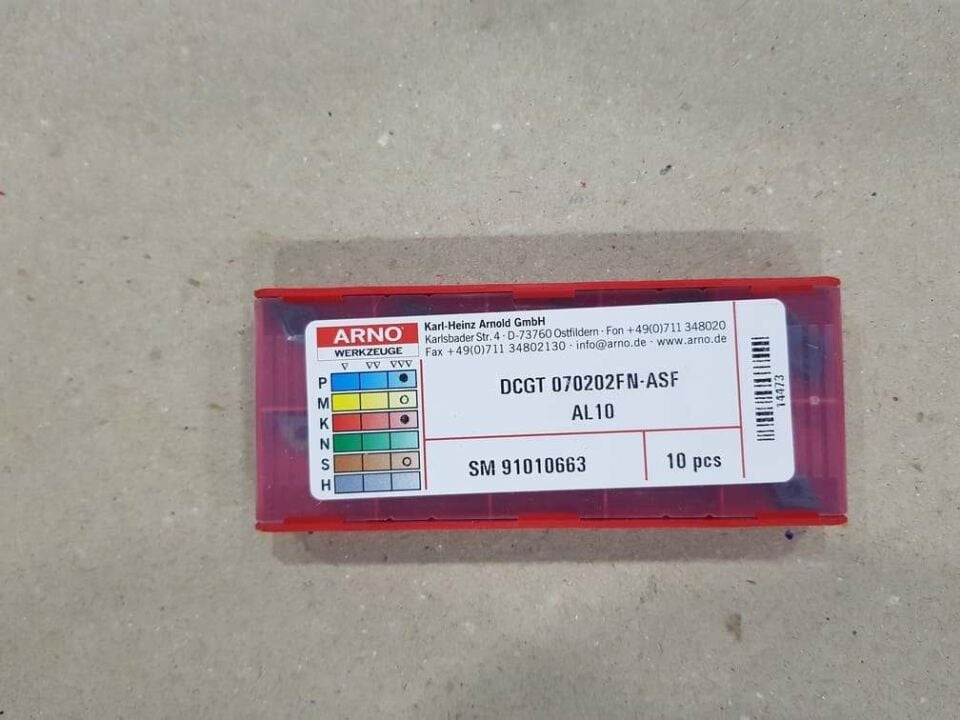 ARNO
WERKZEUGE
Karl-Heinz Arnold GmbH
Karlsbader Str. 4 · D-73760 Ostfildern · Fon +49(0)711 348020
Fax +49(0)711 34802130 · info@arno.de · www.arno.de
P
M
K
N
S
H
DCGT 070202FN-ASF
AL10
SM 91010663
10 pcs
14473